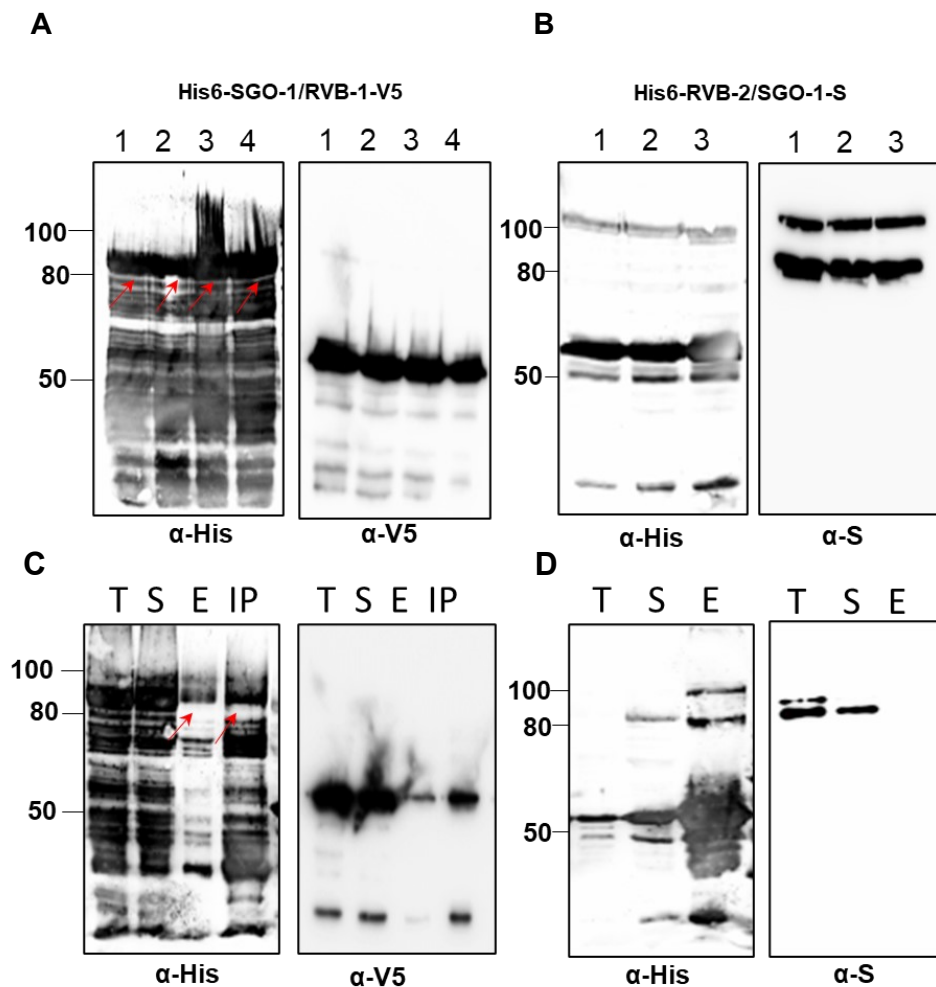 A
B
His6-SGO-1/RVB-1-V5
His6-RVB-2/SGO-1-S
1 2 3 4
1 2 3 4
1 2 3
1 2 3
100
80
50
100
80
50
α-His
α-V5
α-His
α-S
C
D
T S E IP
T S E IP
T S E
T S E
100
80
50
100
80
50
α-His
α-V5
α-His
α-S